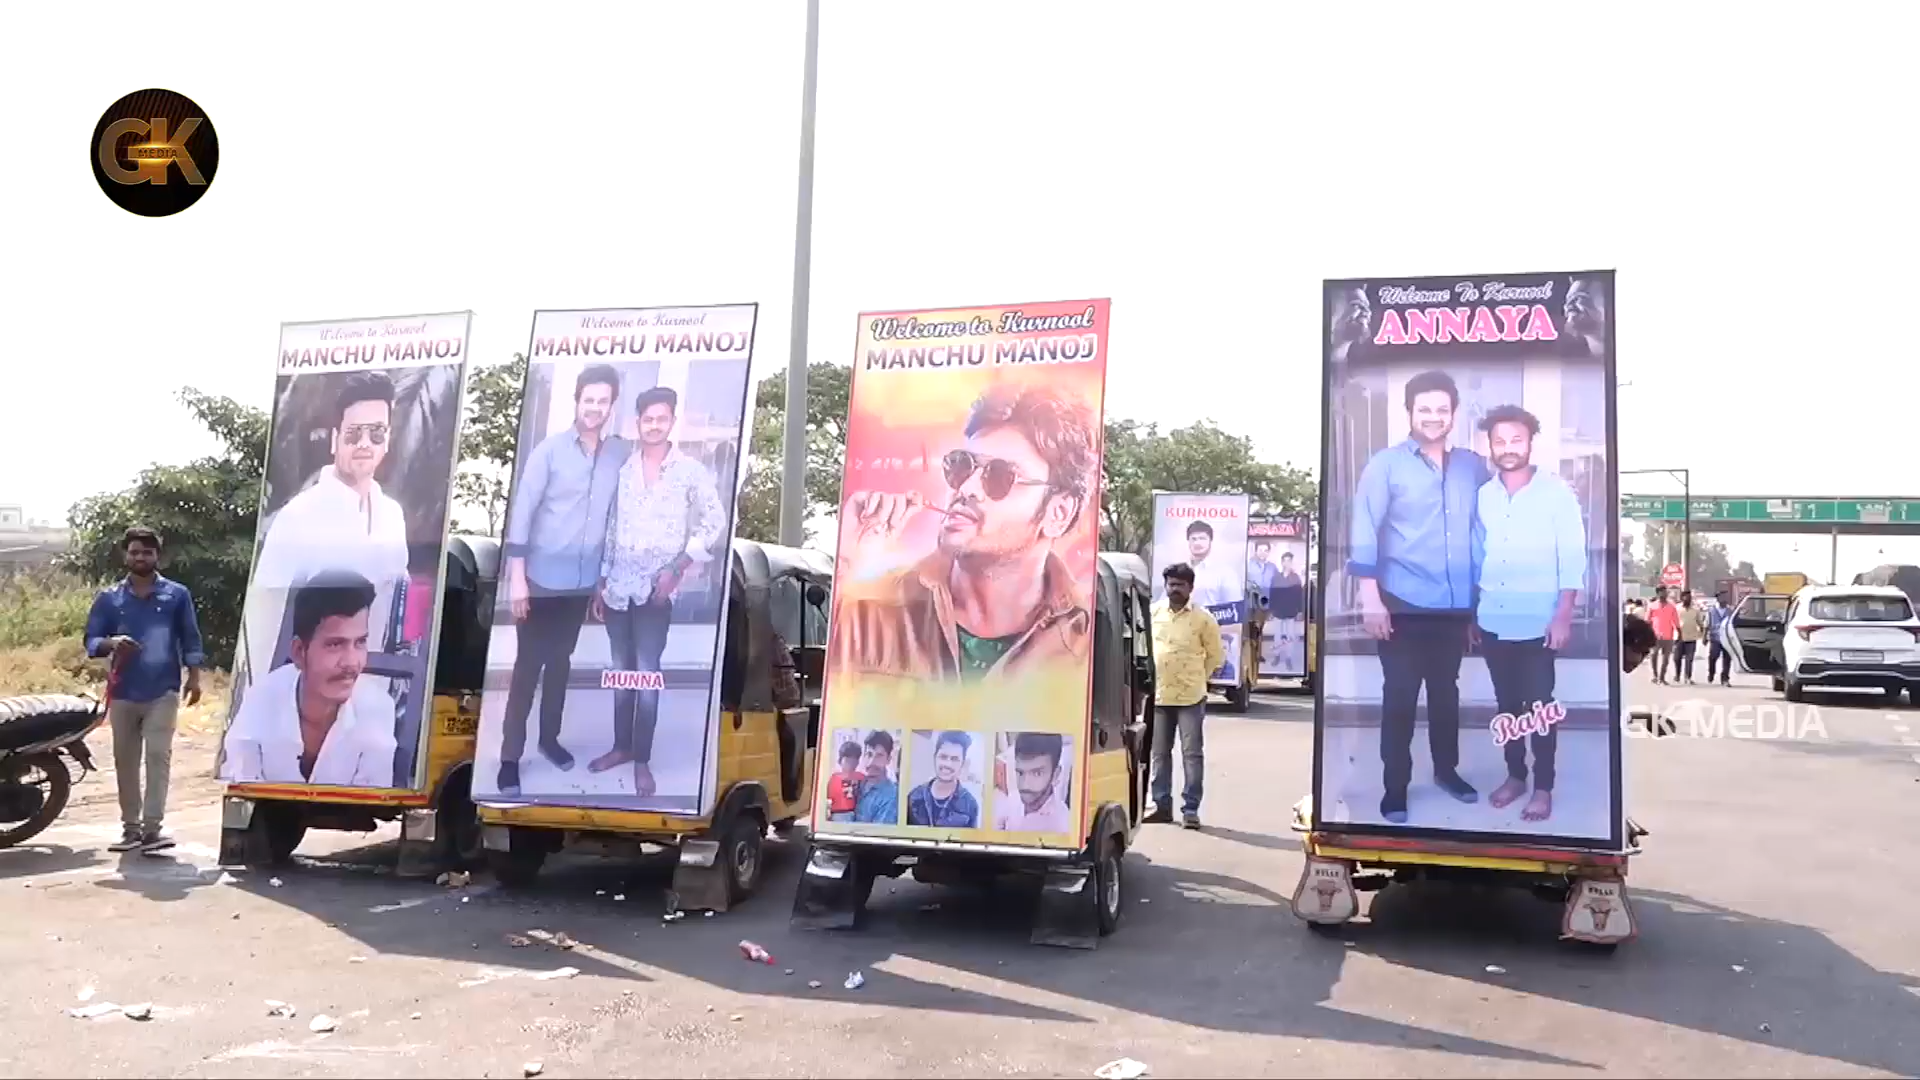 GK
MEDIA
Welcome to Kurnool
MANCHU MANOJ
Welcome to Kurnool
MANCHU MANOJ
MUNNA
Welcome to Kurnool
MANCHU MANOJ
KURNOOL
ANNAYA
Welcome To Kurnool
ANNAYA
Raja
GK MEDIA